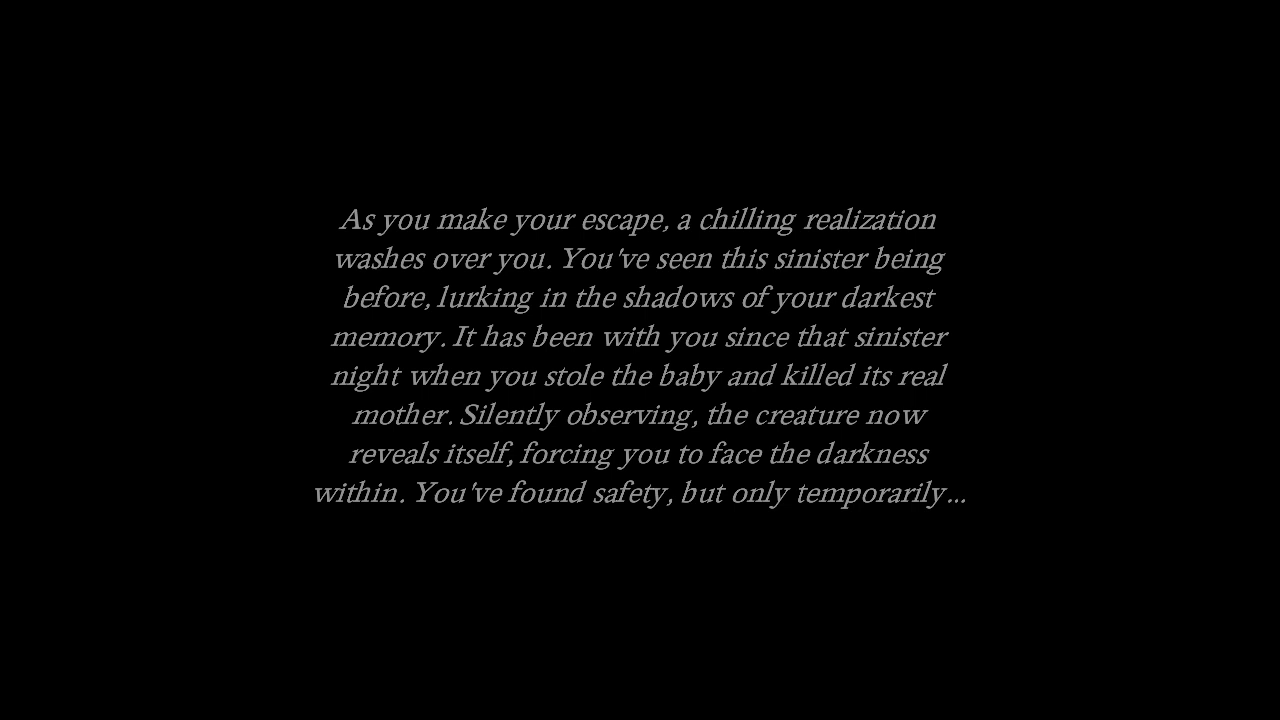 As you make your escape, a chilling realization
washes over you. You've seen this sinister being
before, lurking in the shadows of your darkest
memory. It has been with you since that sinister
night when you stole the baby and killed its real
mother. Silently observing, the creature now
reveals itself, forcing you to face the darkness
within. You've found safety, but only temporarily...